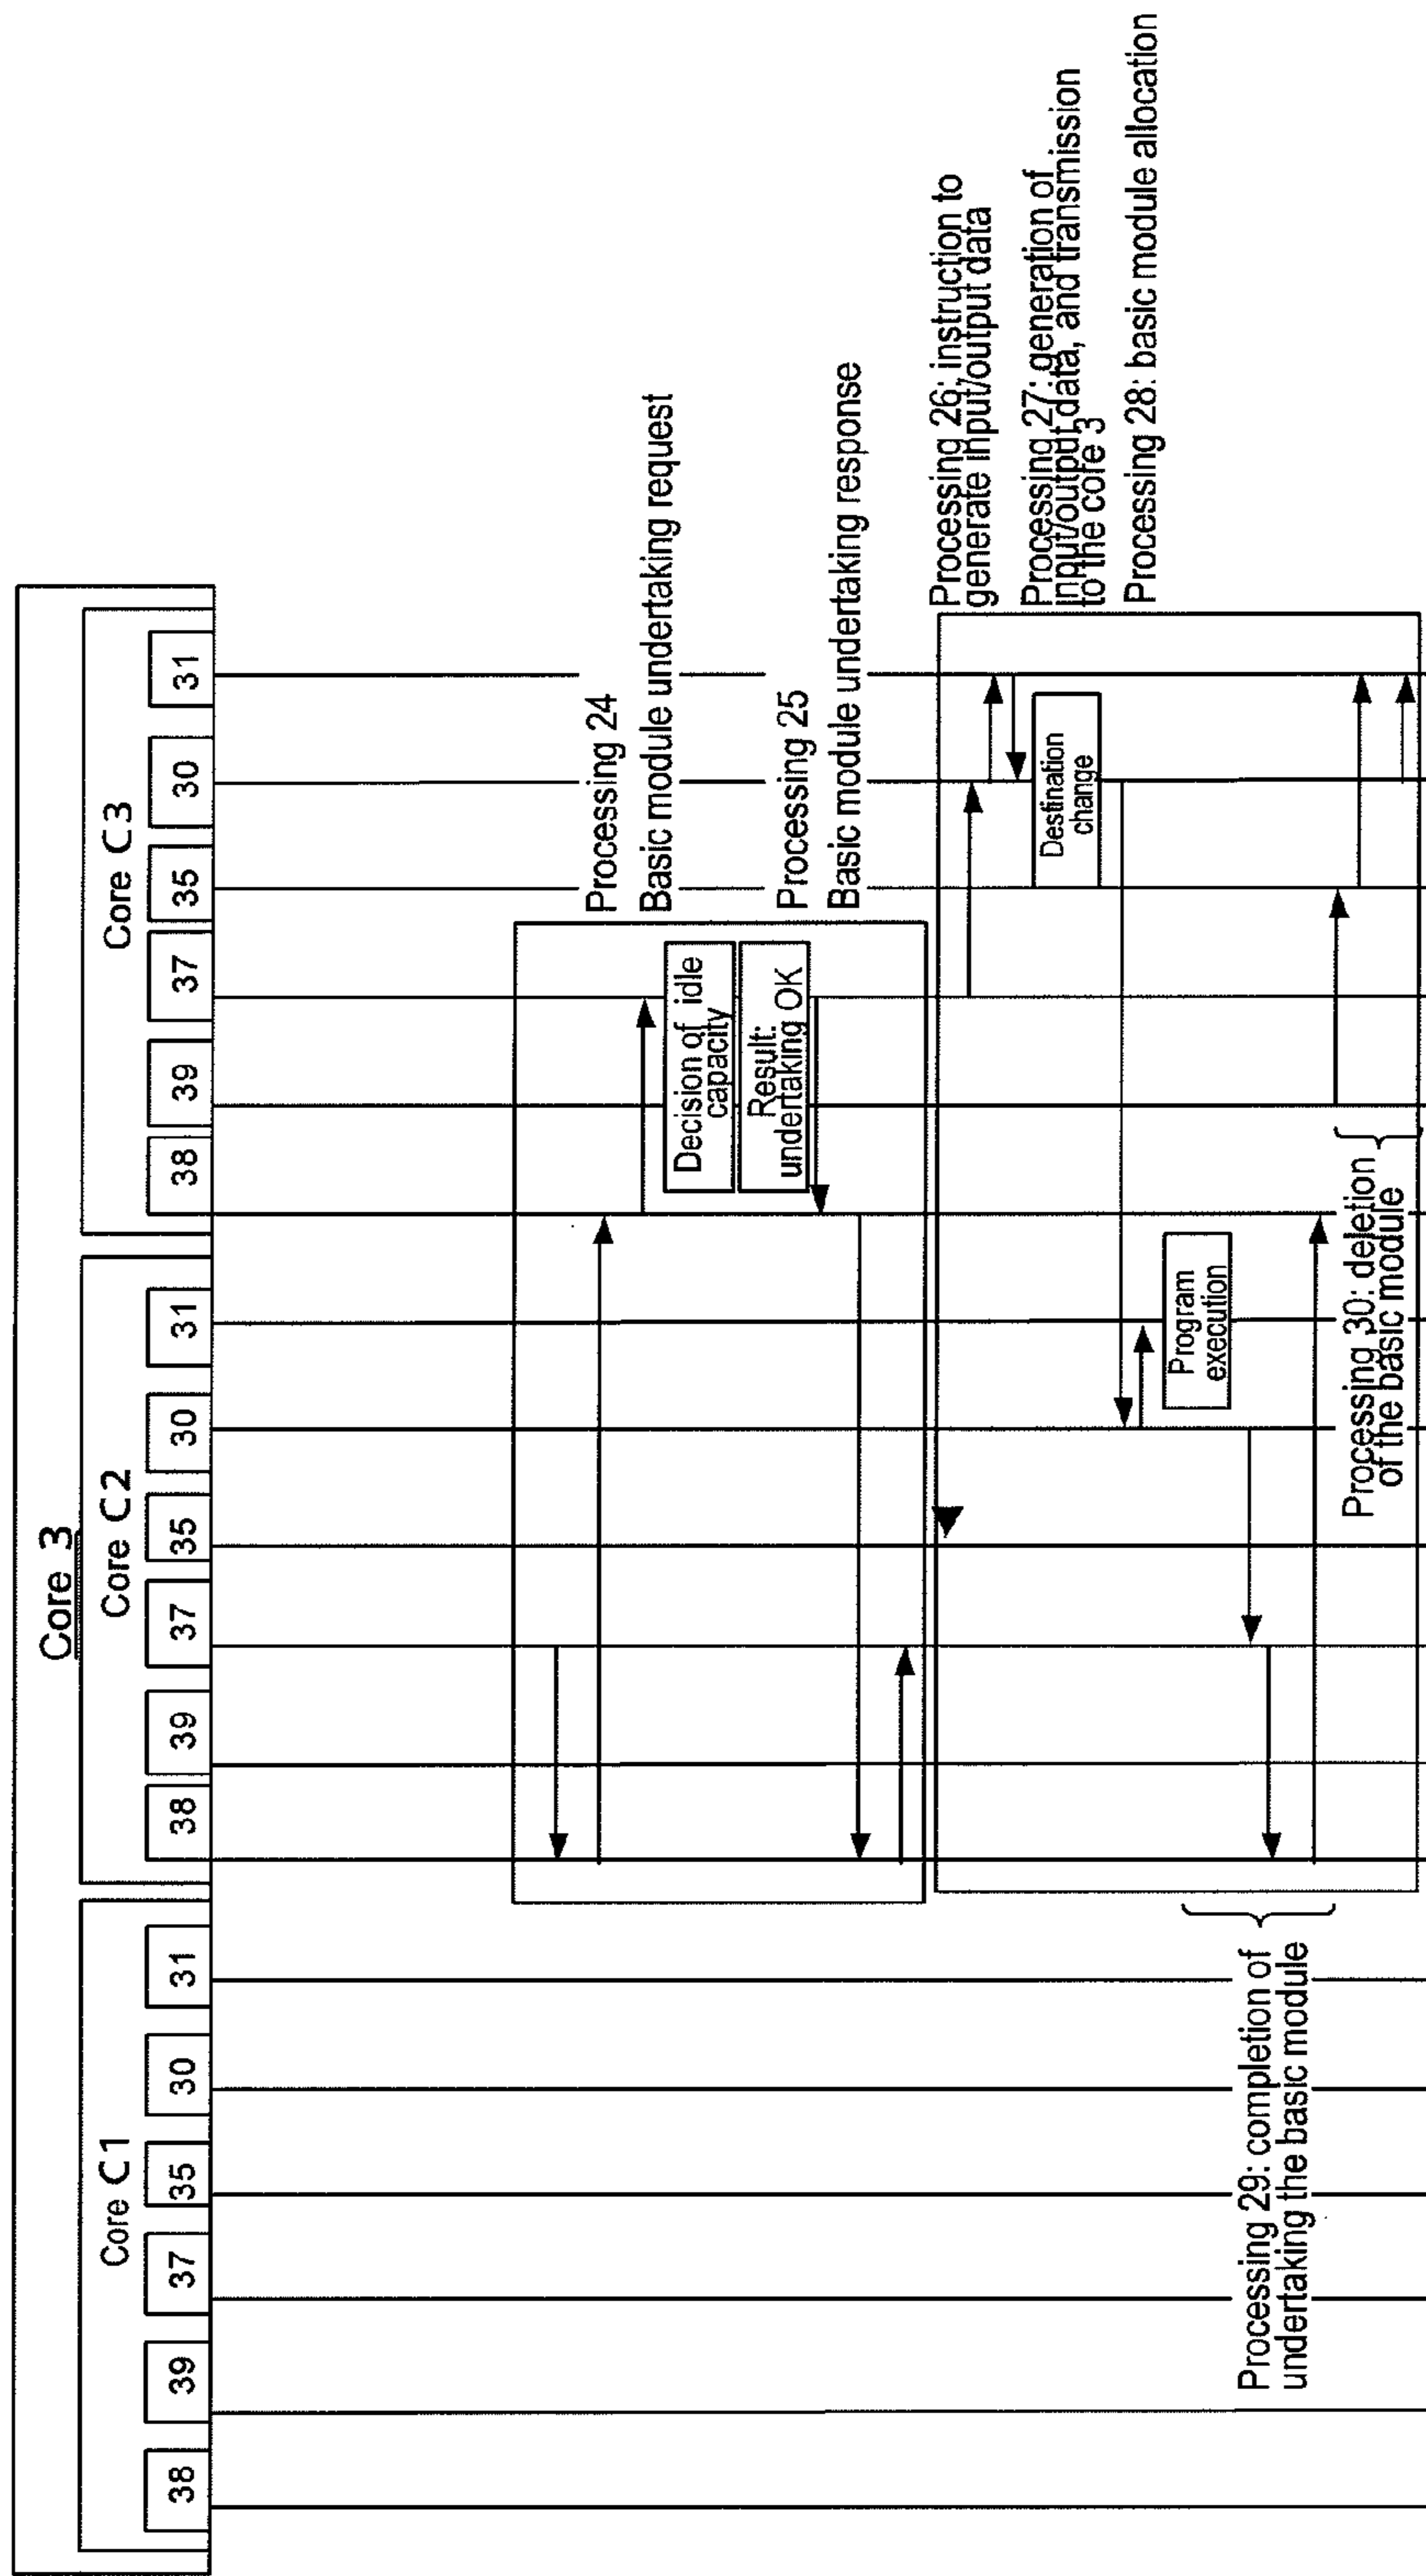 Core 3
Core C1
Core C2
Core C3
38
39
37
35
30
31
38
39
37
35
30
31
38
39
37
35
30
31
Processing 24
Basic module undertaking request
Decision of idle
capacity
Result:
undertaking OK
Processing 25
Basic module undertaking response
Processing 26: instruction to
generate input/output data
Processing 27: generation of
input/output data, and transmission
to the core 3
Destination
change
Processing 28: basic module allocation
Program
execution
Processing 29: completion of
undertaking the basic module
Processing 30: deletion
of the basic module